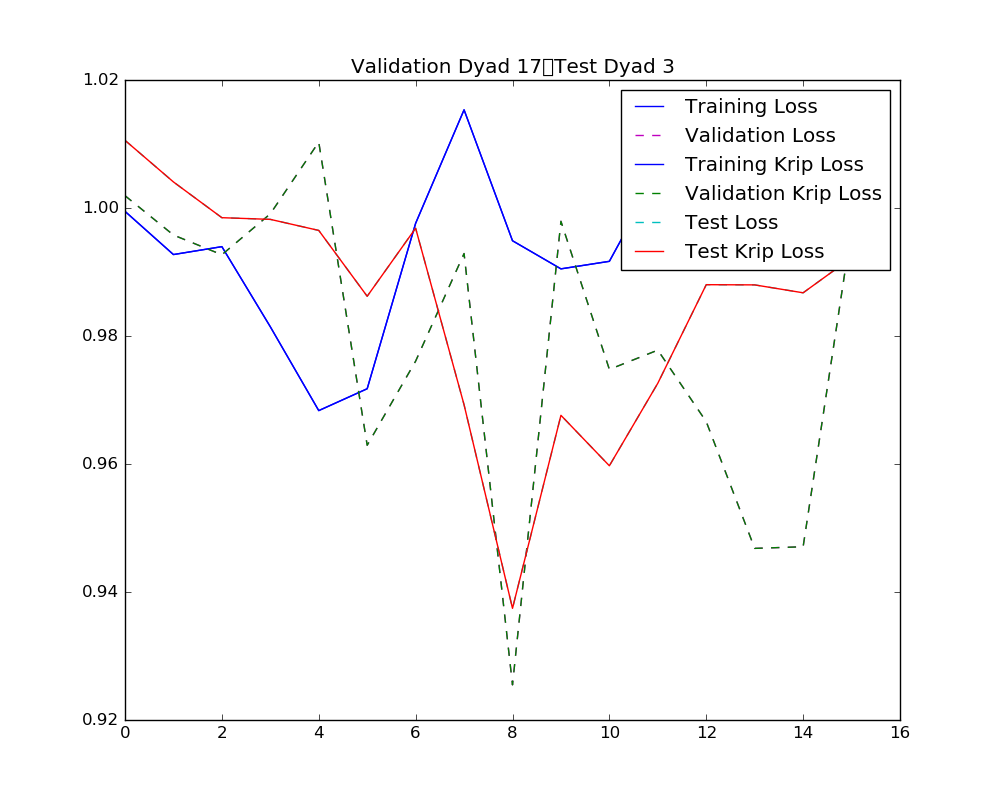 Validation Dyad 17▯Test Dyad 3
1.02
1.00
0.98
0.96
0.94
0.92
0 2 4 6 8 10 12 14 16
Training Loss
Validation Loss
Training Krip Loss
Validation Krip Loss
Test Loss
Test Krip Loss